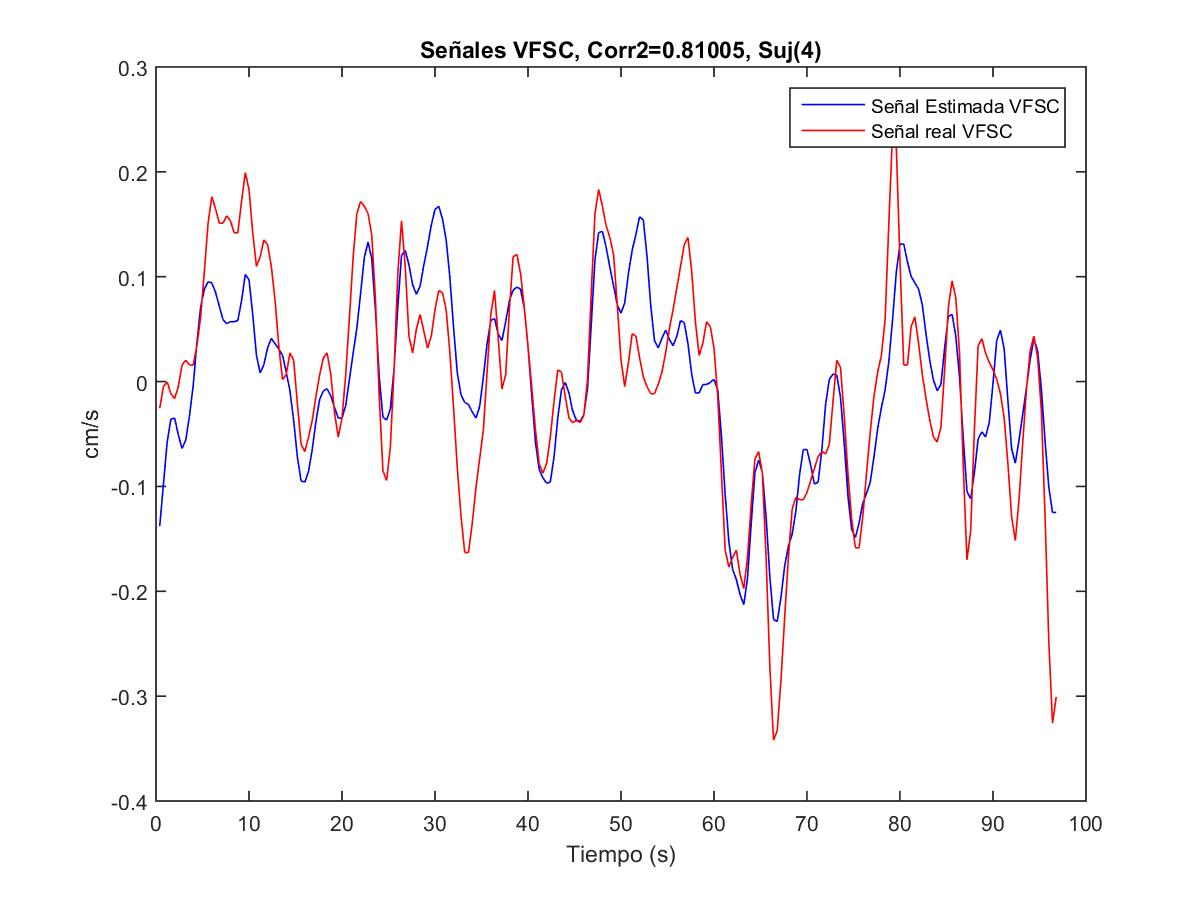 Señales VFSC, Corr2=0.81005, Suj(4)
0.3
Señal Estimada VFSC
Señal real VFSC
0.2
0.1
0
-0.1
-0.2
-0.3
-0.4
cm/s
0 10 20 30 40 50 60 70 80 90 100
Tiempo (s)